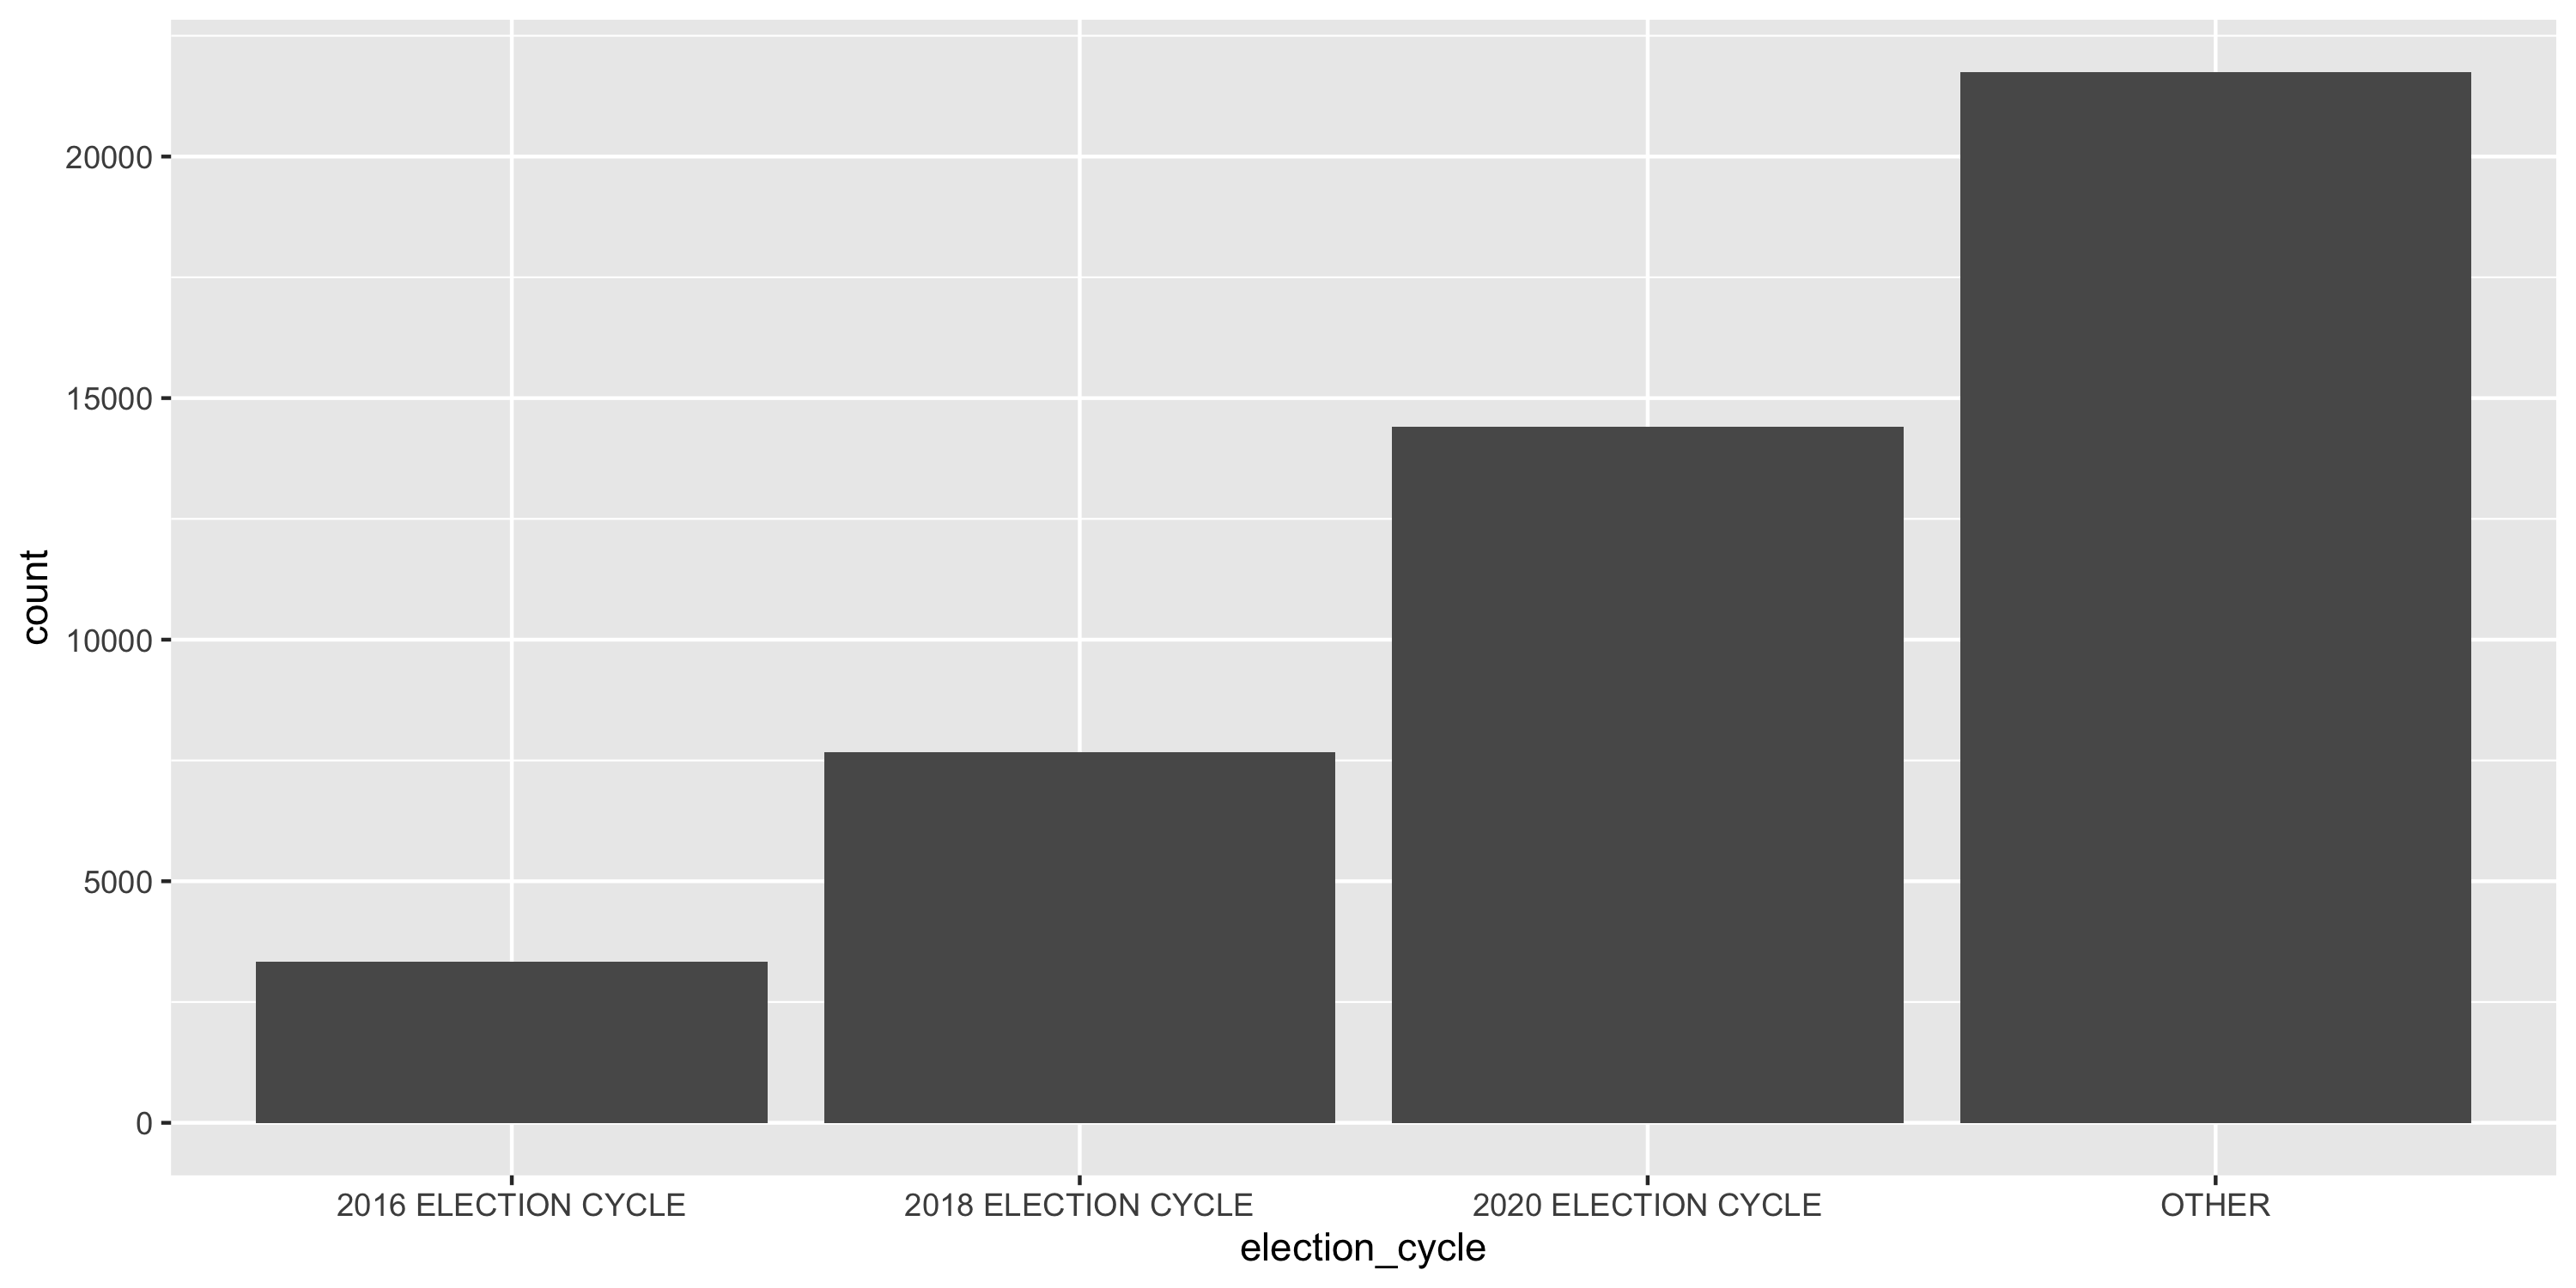 count
20000
15000
10000
5000
0
2016 ELECTION CYCLE
2018 ELECTION CYCLE
2020 ELECTION CYCLE
OTHER
election_cycle